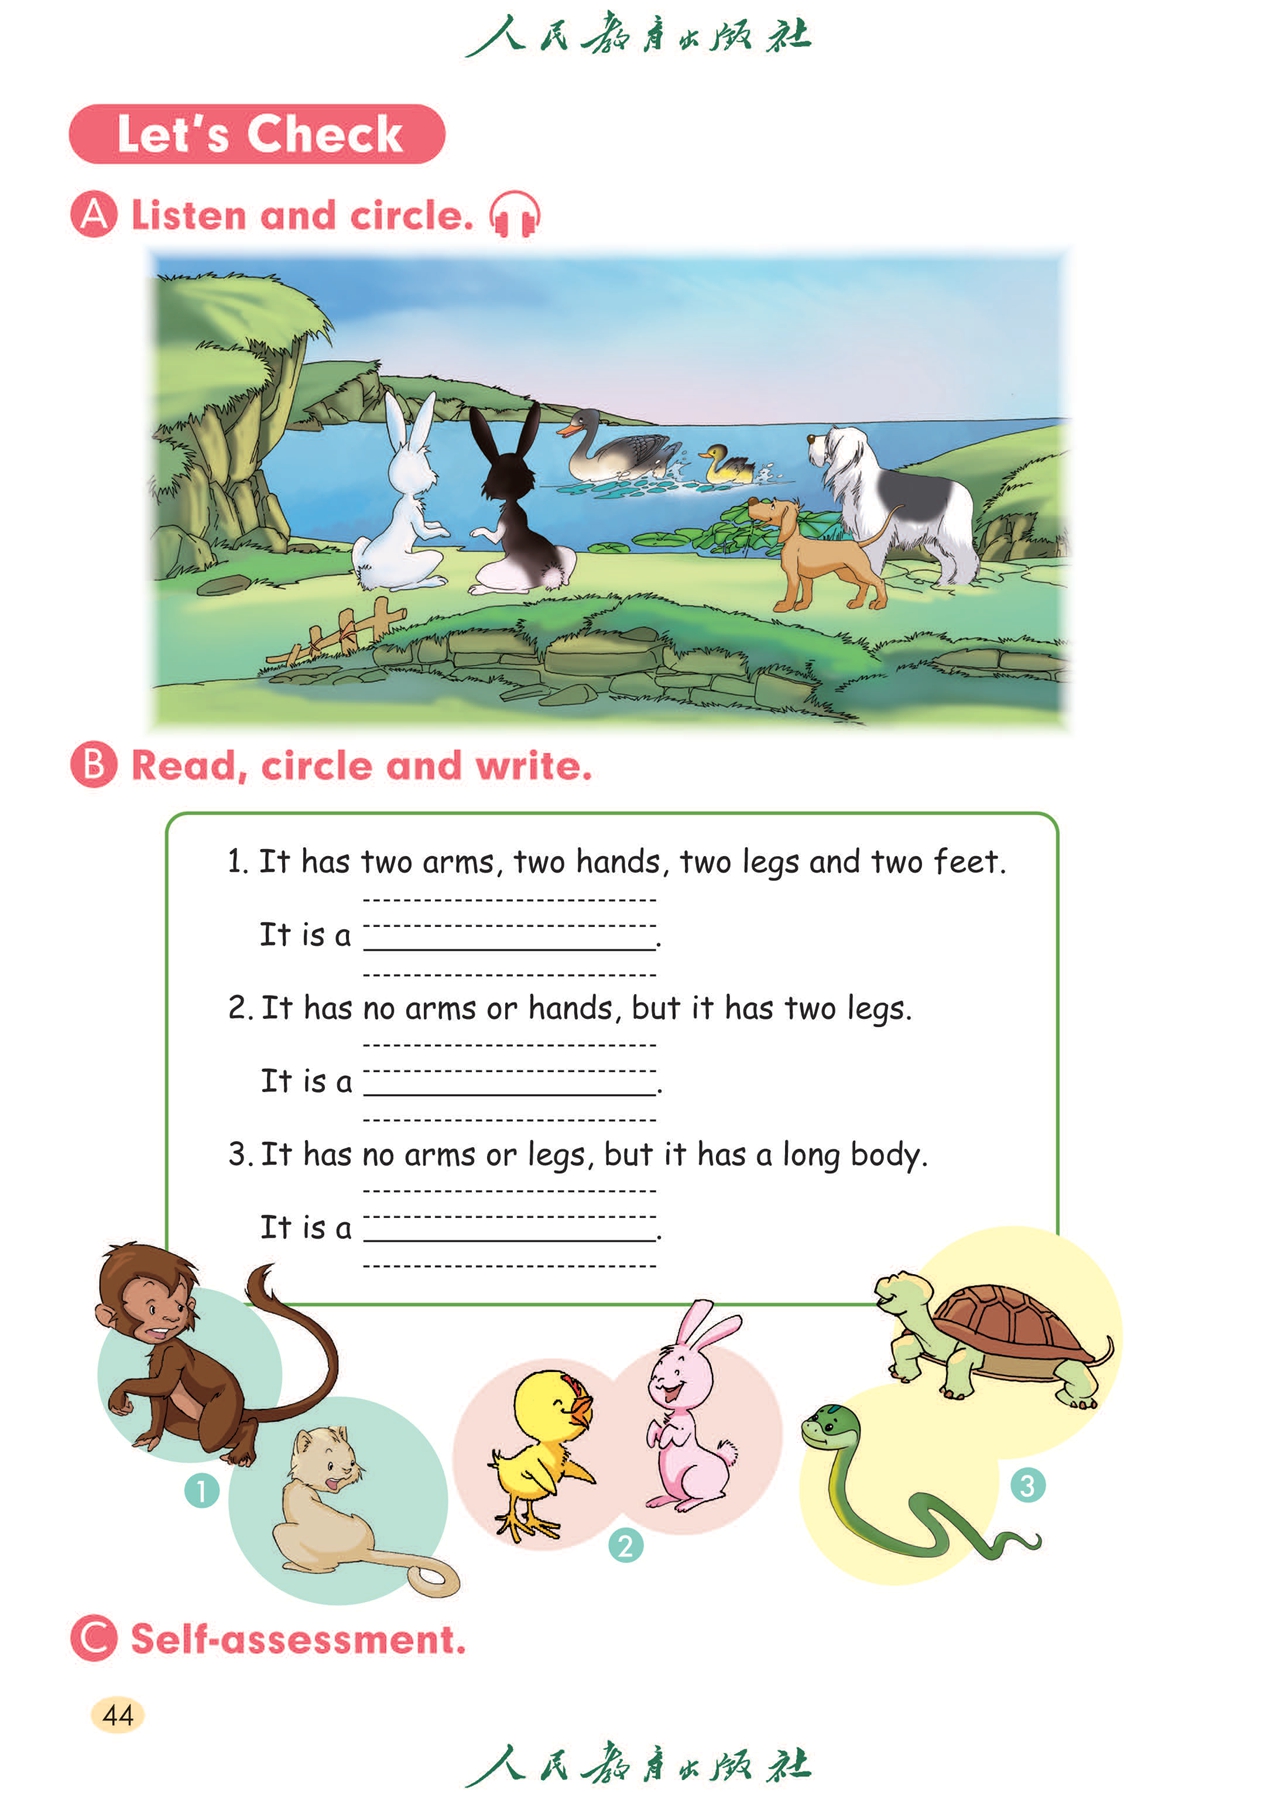 人民教育出版社
Let's Check
A Listen and circle.
B Read, circle and write.
1. It has two arms, two hands, two legs and two feet.
It is a ____________.
2. It has no arms or hands, but it has two legs.
It is a ____________.
3. It has no arms or legs, but it has a long body.
It is a ____________.
1
2
3
C Self-assessment.
44
人民教育出版社